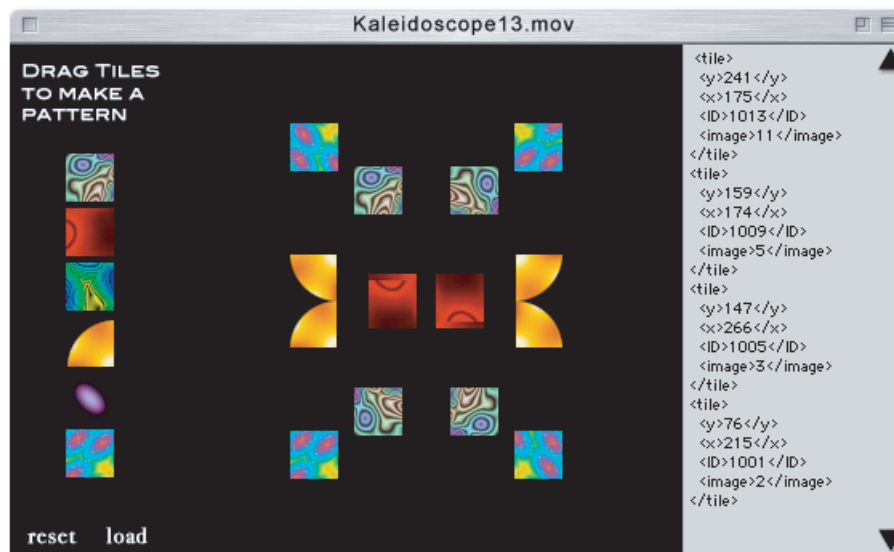 Kaleidoscope13.mov
DRAG TILES
TO MAKE A
PATTERN
reset load
<tile>
<y>241</y>
<x>175</x>
<ID>1013</ID>
<image>11</image>
</tile>
<tile>
<y>159</y>
<x>174</x>
<ID>1009</ID>
<image>5</image>
</tile>
<tile>
<y>147</y>
<x>266</x>
<ID>1005</ID>
<image>3</image>
</tile>
<tile>
<y>76</y>
<x>215</x>
<ID>1001</ID>
<image>2</image>
</tile>